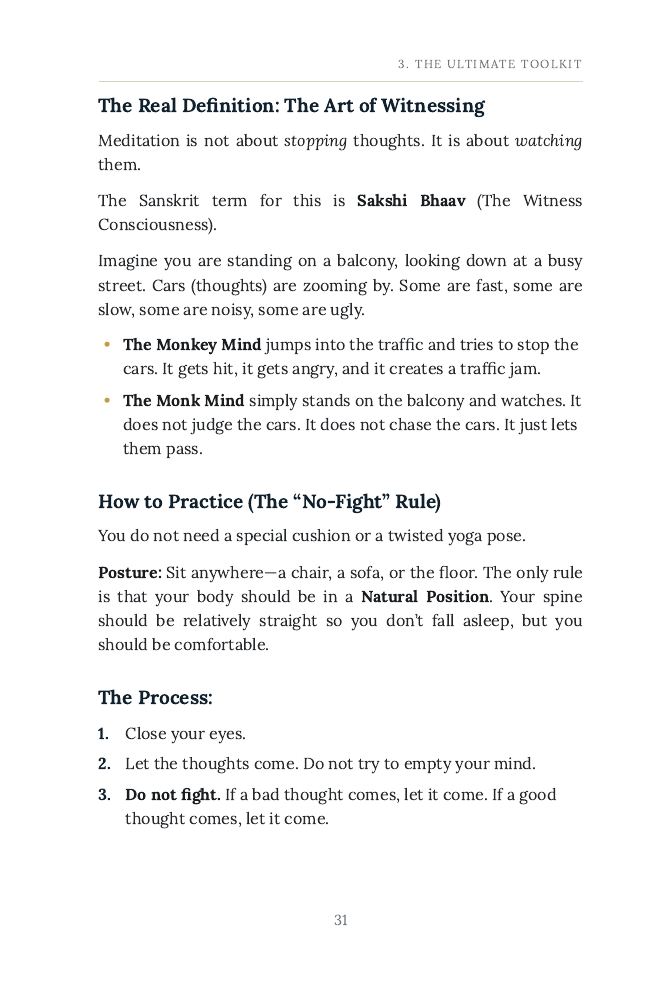 3. THE ULTIMATE TOOLKIT
The Real Definition: The Art of Witnessing
Meditation is not about stopping thoughts. It is about watching
them.
The Sanskrit term for this is Sakshi Bhaav (The Witness
Consciousness).
Imagine you are standing on a balcony, looking down at a busy
street. Cars (thoughts) are zooming by. Some are fast, some are
slow, some are noisy, some are ugly.
• The Monkey Mind jumps into the traffic and tries to stop the
cars. It gets hit, it gets angry, and it creates a traffic jam.
• The Monk Mind simply stands on the balcony and watches. It
does not judge the cars. It does not chase the cars. It just lets
them pass.
How to Practice (The “No-Fight” Rule)
You do not need a special cushion or a twisted yoga pose.
Posture: Sit anywhere—a chair, a sofa, or the floor. The only rule
is that your body should be in a Natural Position. Your spine
should be relatively straight so you don’t fall asleep, but you
should be comfortable.
The Process:
1. Close your eyes.
2. Let the thoughts come. Do not try to empty your mind.
3. Do not fight. If a bad thought comes, let it come. If a good
thought comes, let it come.
31